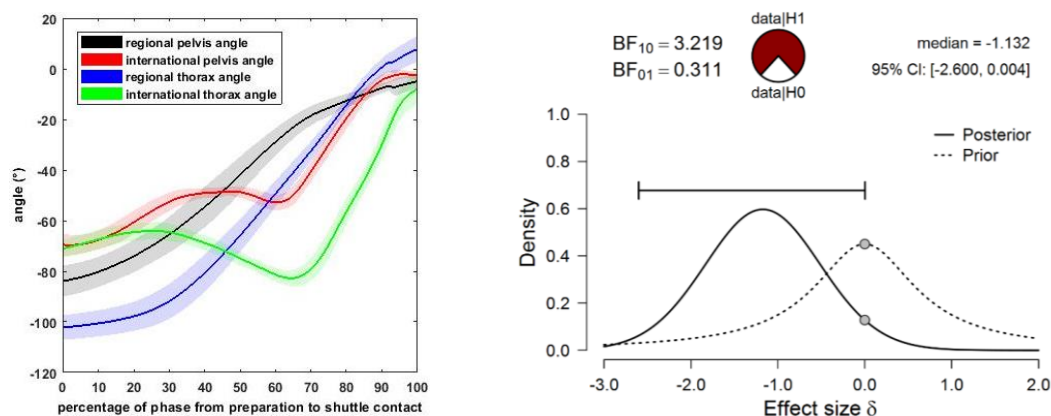 20
0
-20
-40
-60
-80
-100
-120
angle (°)
regional pelvis angle
international pelvis angle
regional thorax angle
international thorax angle
0 10 20 30 40 50 60 70 80 90 100
percentage of phase from preparation to shuttle contact
data|H1
BF₁₀ = 3.219
BF₀₁ = 0.311
data|H0
median = -1.132
95% CI: [-2.600, 0.004]
1.0
0.8
0.6
0.4
0.2
0.0
Density
Posterior
Prior
-3.0 -2.0 -1.0 0.0 1.0 2.0
Effect size δ